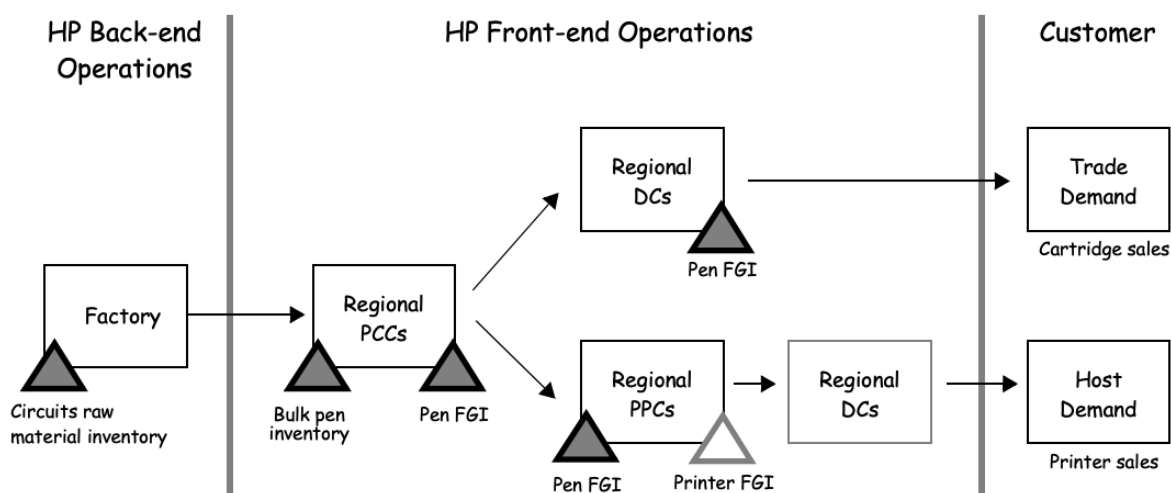 HP Back-end
Operations
HP Front-end Operations
Customer
Regional
DCs
Pen FGI
Trade
Demand
Cartridge sales
Factory
Circuits raw
material inventory
Regional
PCCs
Bulk pen
inventory
Pen FGI
Regional
PPCs
Pen FGI
Printer FGI
Regional
DCs
Host
Demand
Printer sales